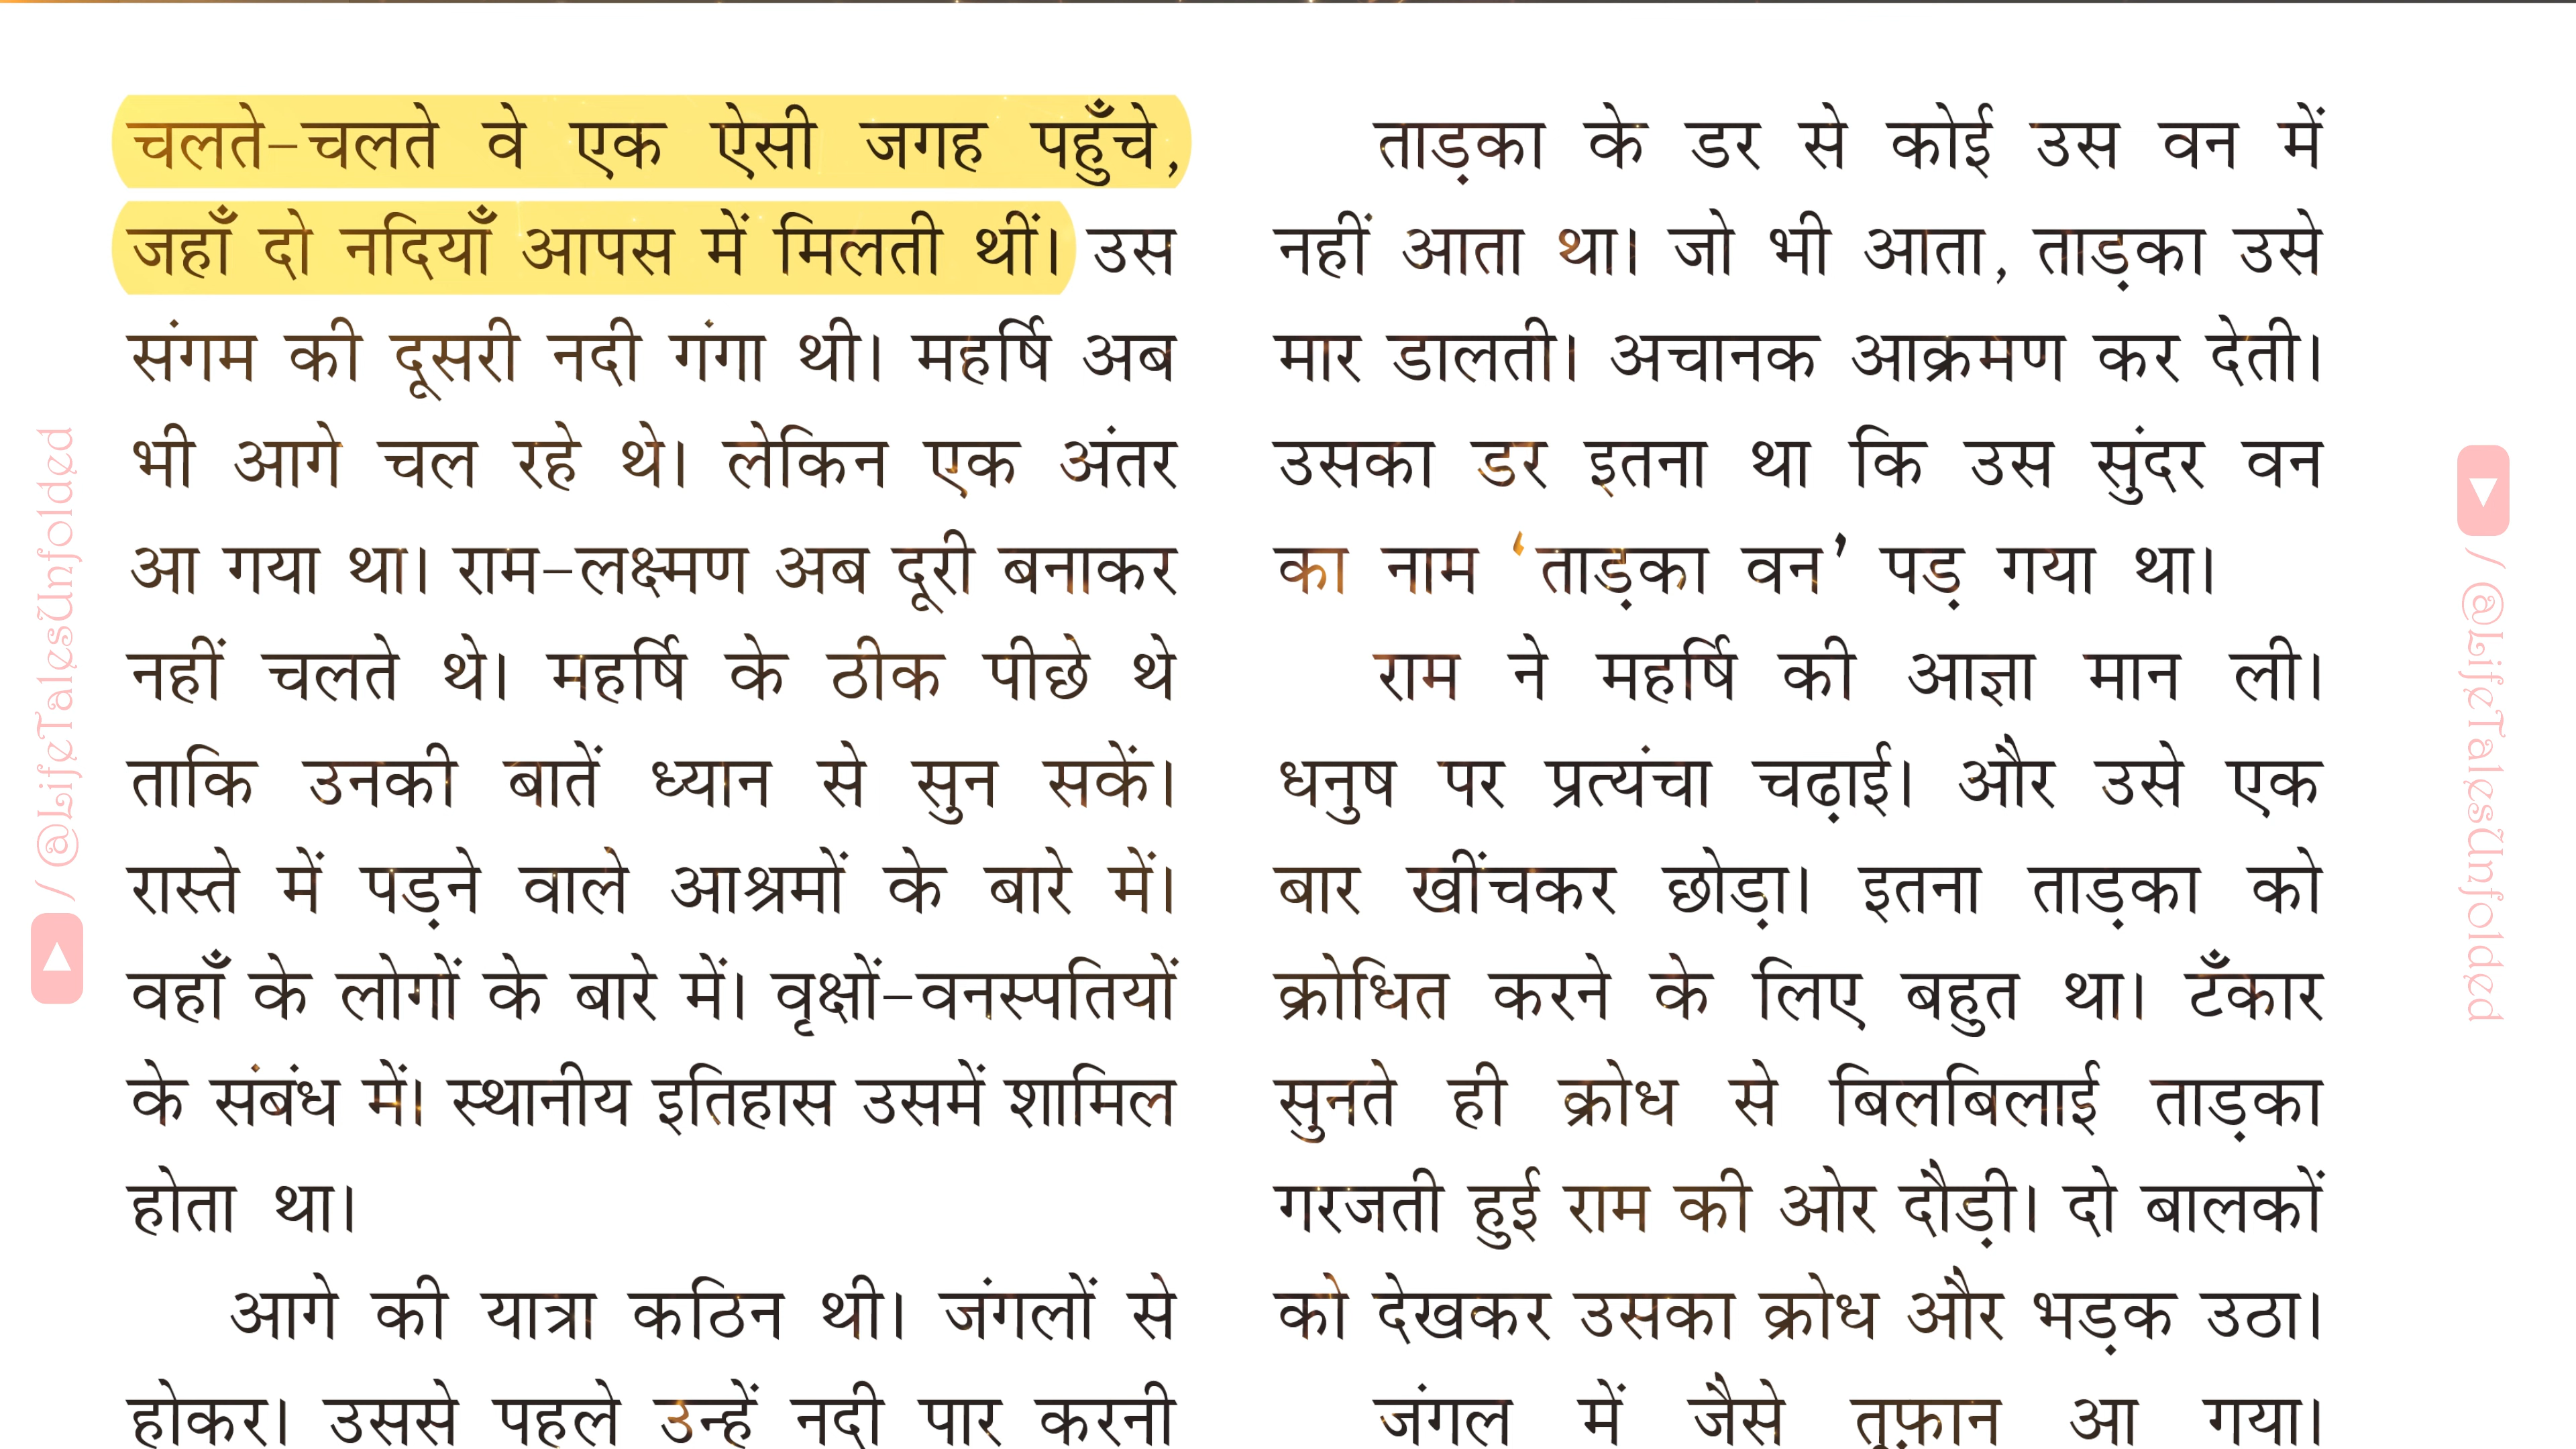 चलते-चलते वे एक ऐसी जगह पहुँचे,
जहाँ दो नदियाँ आपस में मिलती थीं। उस
संगम की दूसरी नदी गंगा थी। महर्षि अब
भी आगे चल रहे थे। लेकिन एक अंतर
आ गया था। राम-लक्ष्मण अब दूरी बनाकर
नहीं चलते थे। महर्षि के ठीक पीछे थे
ताकि उनकी बातें ध्यान से सुन सकें।
रास्ते में पड़ने वाले आश्रमों के बारे में।
वहाँ के लोगों के बारे में। वृक्षों-वनस्पतियों
के संबंध में। स्थानीय इतिहास उसमें शामिल
होता था।
आगे की यात्रा कठिन थी। जंगलों से
होकर। उससे पहले उन्हें नदी पार करनी
ताड़का के डर से कोई उस वन में
नहीं आता था। जो भी आता, ताड़का उसे
मार डालती। अचानक आक्रमण कर देती।
उसका डर इतना था कि उस सुंदर वन
का नाम ‘ताड़का वन’ पड़ गया था।
राम ने महर्षि की आज्ञा मान ली।
धनुष पर प्रत्यंचा चढ़ाई। और उसे एक
बार खींचकर छोड़ा। इतना ताड़का को
क्रोधित करने के लिए बहुत था। टँकार
सुनते ही क्रोध से बिलबिलाई ताड़का
गरजती हुई राम की ओर दौड़ी। दो बालकों
को देखकर उसका क्रोध और भड़क उठा।
जंगल में जैसे तूफ़ान आ गया।
/ @LifeTalesUnfolded
/ @LifeTalesUnfolded